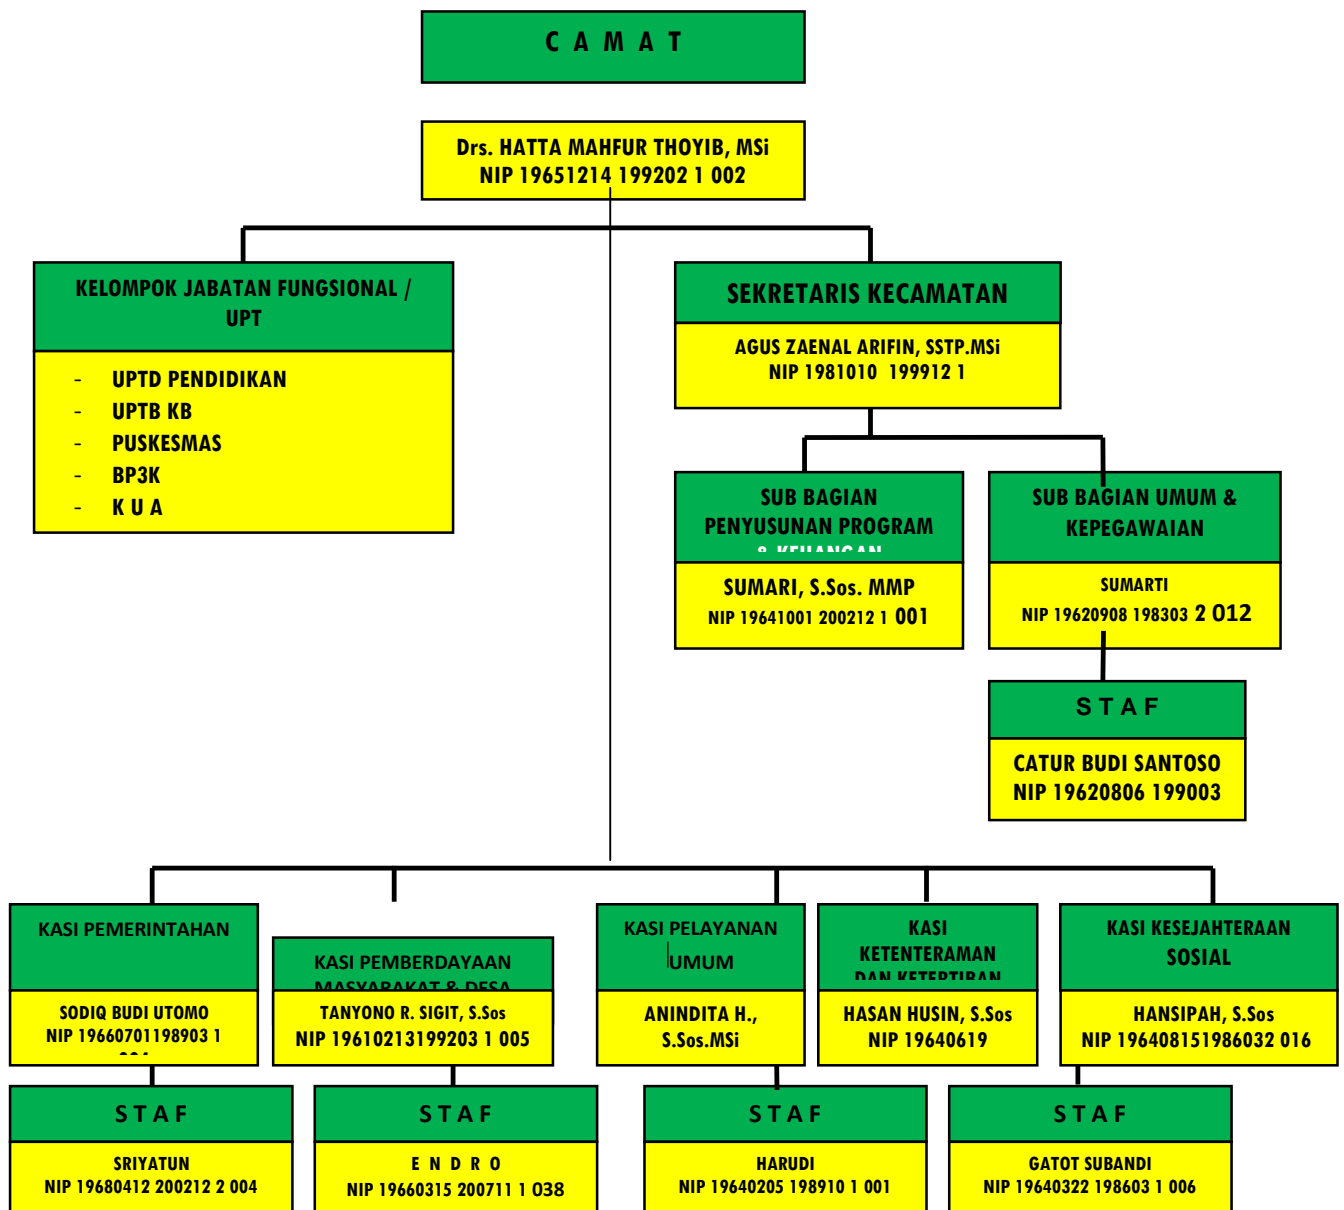 C A M A T
Drs. HATTA MAHFUR THOYIB, MSi
NIP 19651214 199202 1 002
KELOMPOK JABATAN FUNGSIONAL /
UPT
- UPTD PENDIDIKAN
- UPTB KB
- PUSKESMAS
- BP3K
- K U A
SEKRETARIS KECAMATAN
AGUS ZAENAL ARIFIN, SSTP.MSi
NIP 1981010 199912 1
SUB BAGIAN
PENYUSUNAN PROGRAM
& KEUANGAN
SUMARI, S.Sos. MMP
NIP 19641001 200212 1 001
SUB BAGIAN UMUM &
KEPEGAWAIAN
SUMARTI
NIP 19620908 198303 2 012
S T A F
CATUR BUDI SANTOSO
NIP 19620806 199003
KASI PEMERINTAHAN
SODIQ BUDI UTOMO
NIP 19660701198903 1
KASI PEMBERDAYAAN
MASYARAKAT & DESA
TANYONO R. SIGIT, S.Sos
NIP 19610213199203 1 005
KASI PELAYANAN
UMUM
ANINDITA H.,
S.Sos.MSi
KASI
KETENTERAMAN
DAN KETERTIBAN
HASAN HUSIN, S.Sos
NIP 19640619
KASI KESEJAHTERAAN
SOSIAL
HANSIPAH, S.Sos
NIP 196408151986032 016
S T A F
SRIYATUN
NIP 19680412 200212 2 004
S T A F
E N D R O
NIP 19660315 200711 1 038
S T A F
HARUDI
NIP 19640205 198910 1 001
S T A F
GATOT SUBANDI
NIP 19640322 198603 1 006